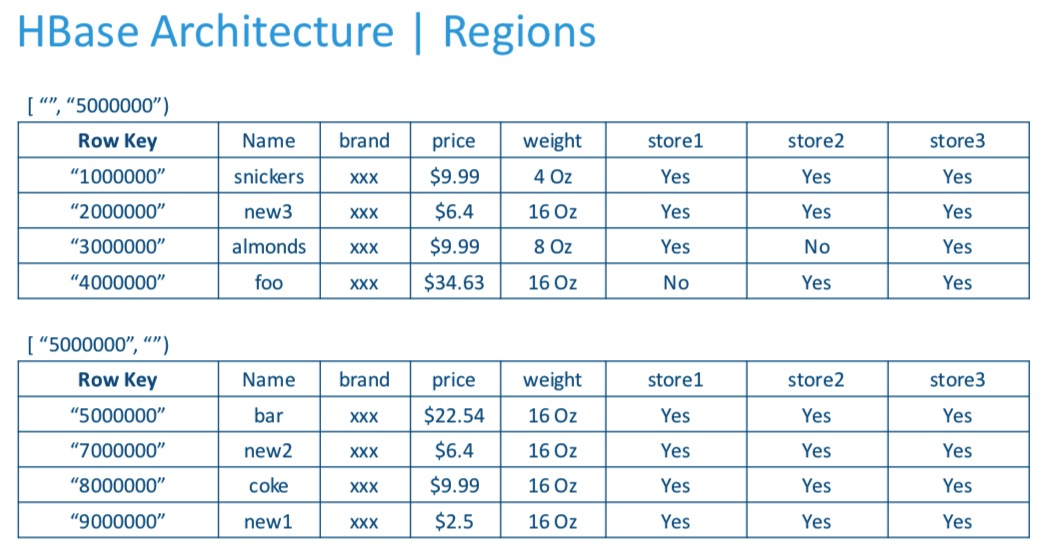 HBase Architecture | Regions
[ “”, “5000000”)
Row Key Name brand price weight store1 store2 store3
“1000000” snickers xxx $9.99 4 Oz Yes Yes Yes
“2000000” new3 xxx $6.4 16 Oz Yes Yes Yes
“3000000” almonds xxx $9.99 8 Oz Yes No Yes
“4000000” foo xxx $34.63 16 Oz No Yes Yes
[ “5000000”, “”)
Row Key Name brand price weight store1 store2 store3
“5000000” bar xxx $22.54 16 Oz Yes Yes Yes
“7000000” new2 xxx $6.4 16 Oz Yes Yes Yes
“8000000” coke xxx $9.99 16 Oz Yes Yes Yes
“9000000” new1 xxx $2.5 16 Oz Yes Yes Yes